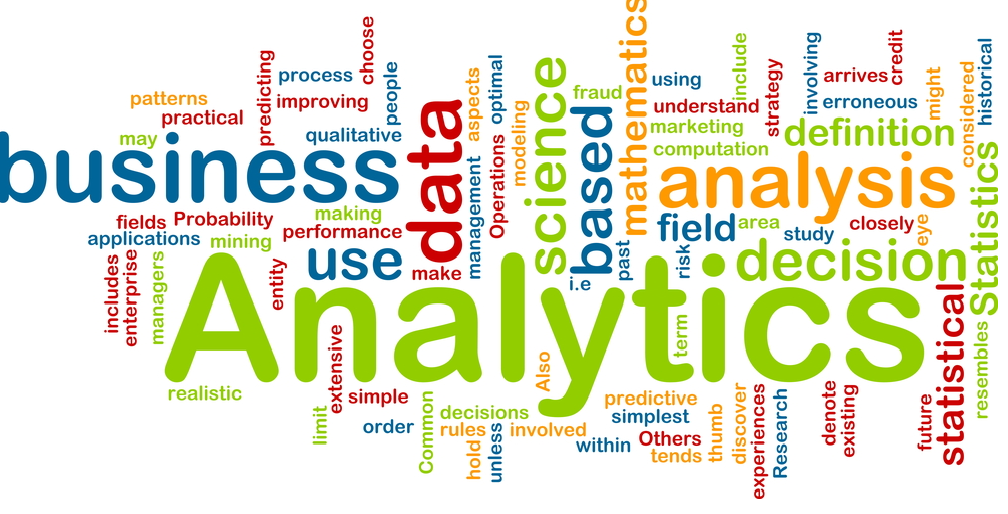 choose
mathematics
predicting
process
people
improving
patterns
practical
may
qualitative
business
data
aspects
optimal
modeling
management
Operations
science
fraud
based
using
include
understand
marketing
computation
strategy
involving
arrives
credit
erroneous
might
considered
historical
definition
analysis
Statistics
fields
Probability
making
performance
applications
mining
use
make
i.e
past
field
area
study
closely
eye
risk
decision
includes
enterprise
managers
entity
Analytics
term
statistical
resembles
realistic
extensive
limit
simple
order
Common
decisions
rules
hold
unless
Also
involved
predictive
simplest
within
Others
tends
thumb
discover
experiences
Research
denote
existing
future